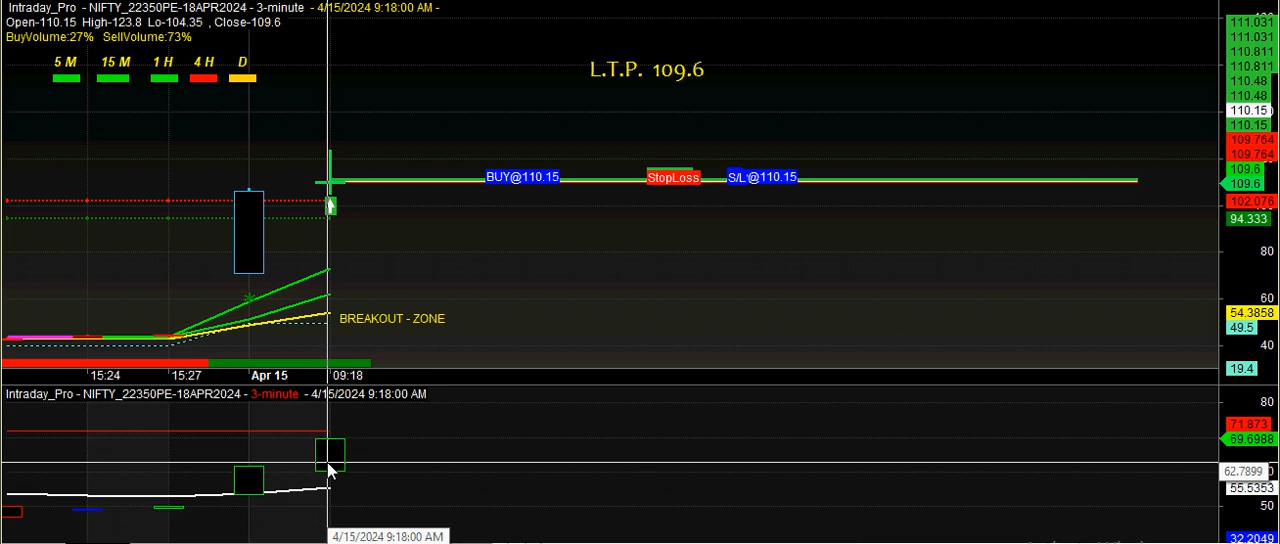 Intraday_Pro - NIFTY_22350PE-18APR2024 - 3-minute - 4/15/2024 9:18:00 AM -
Open-110.15 High-123.8 Lo-104.35 , Close-109.6
BuyVolume:27% SellVolume:73%
5 M 15 M 1 H 4 H D
L.T.P. 109.6
111.031
111.031
110.811
110.811
110.48
110.48
110.15
110.15
109.764
109.764
109.6
109.6
BUY@110.15 StopLoss S/L @110.15
102.076
94.333
80
60
BREAKOUT - ZONE
54.3858
49.5
40
19.4
15:24 15:27 Apr 15 09:18
Intraday_Pro - NIFTY_22350PE-18APR2024 - 3-minute - 4/15/2024 9:18:00 AM
80
71.873
69.6988
62.7899
55.5353
50
32.2049
4/15/2024 9:18:00 AM